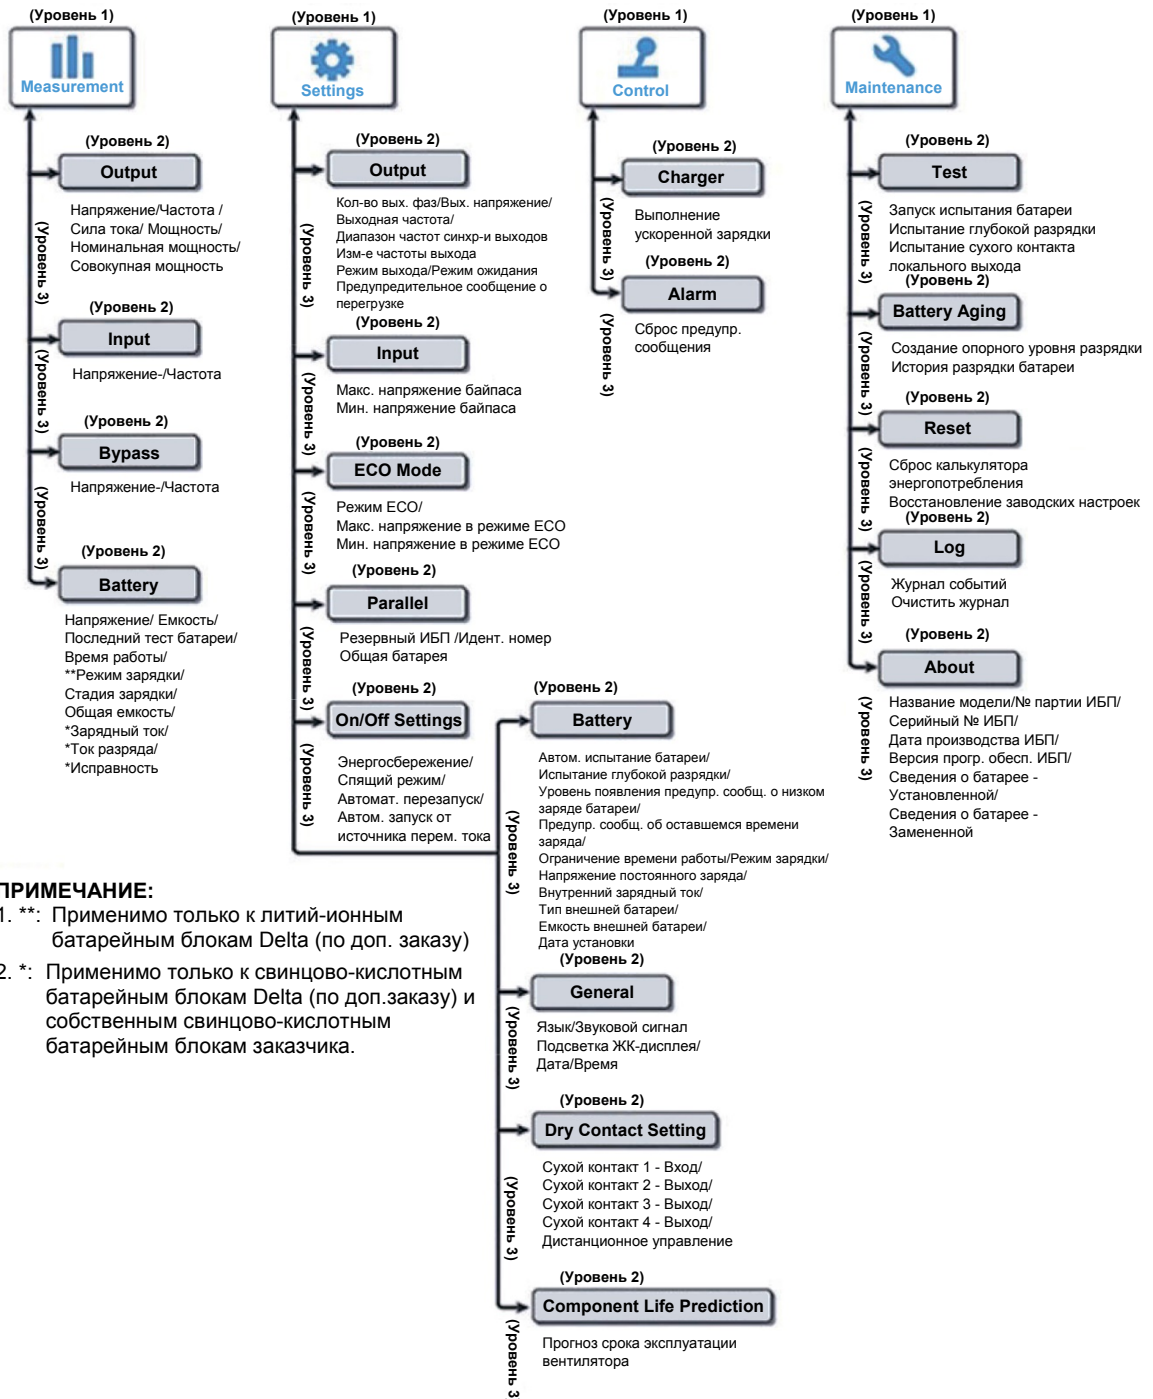 (Уровень 1)
Measurement
(Уровень 2)
Output
(Уровень 3)
Напряжение/Частота /
Сила тока/ Мощность/
Номинальная мощность/
Совокупная мощность
(Уровень 2)
Input
(Уровень 3)
Напряжение-/Частота
(Уровень 2)
Bypass
(Уровень 3)
Напряжение-/Частота
(Уровень 2)
Battery
Напряжение/ Емкость/
Последний тест батареи/
Время работы/
**Режим зарядки/
Стадия зарядки/
Общая емкость/
*Зарядный ток/
*Ток разряда/
*Исправность
(Уровень 1)
Settings
(Уровень 2)
Output
(Уровень 3)
Кол-во вых. фаз/Вых. напряжение/
Выходная частота/
Диапазон частот синхр-и выходов
Изм-е частоты выхода
Режим выхода/Режим ожидания
Предупредительное сообщение о
перегрузке
(Уровень 2)
Input
(Уровень 3)
Макс. напряжение байпаса
Мин. напряжение байпаса
(Уровень 2)
ECO Mode
(Уровень 3)
Режим ECO/
Макс. напряжение в режиме ECO
Мин. напряжение в режиме ECO
(Уровень 2)
Parallel
(Уровень 3)
Резервный ИБП /Идент. номер
Общая батарея
(Уровень 2)
On/Off Settings
(Уровень 3)
Энергосбережение/
Спящий режим/
Автомат. перезапуск/
Автом. запуск от
источника перем. тока
(Уровень 2)
Battery
(Уровень 3)
Автом. испытание батареи/
Испытание глубокой разрядки/
Уровень появления предупр. сообщ. о низком
заряде батареи/
Предупр. сообщ. об оставшемся времени
заряда/
Ограничение времени работы/Режим зарядки/
Напряжение постоянного заряда/
Внутренний зарядный ток/
Тип внешней батареи/
Емкость внешней батареи/
Дата установки
(Уровень 2)
General
(Уровень 3)
Язык/Звуковой сигнал
Подсветка ЖК-дисплея/
Дата/Время
(Уровень 2)
Dry Contact Setting
(Уровень 3)
Сухой контакт 1 - Вход/
Сухой контакт 2 - Выход/
Сухой контакт 3 - Выход/
Сухой контакт 4 - Выход/
Дистанционное управление
(Уровень 2)
Component Life Prediction
(Уровень 3
Прогноз срока эксплуатации
вентилятора
(Уровень 1)
Control
(Уровень 2)
Charger
(Уровень 3)
Выполнение
ускоренной зарядки
(Уровень 2)
Alarm
(Уровень 3)
Сброс предупр.
сообщения
(Уровень 1)
Maintenance
(Уровень 2)
Test
(Уровень 3)
Запуск испытания батареи
Испытание глубокой разрядки
Испытание сухого контакта
локального выхода
(Уровень 2)
Battery Aging
(Уровень 3)
Создание опорного уровня разрядки
История разрядки батареи
(Уровень 2)
Reset
(Уровень 3)
Сброс калькулятора
энергопотребления
Восстановление заводских настроек
(Уровень 2)
Log
(Уровень 3)
Журнал событий
Очистить журнал
(Уровень 2)
About
(Уровень 3)
Название модели/№ партии ИБП/
Серийный № ИБП/
Дата производства ИБП/
Версия прогр. обесп. ИБП/
Сведения о батарее -
Установленной/
Сведения о батарее -
Замененной
ПРИМЕЧАНИЕ:
1. **: Применимо только к литий-ионным
батарейным блокам Delta (по доп. заказу)
2. *: Применимо только к свинцово-кислотным
батарейным блокам Delta (по доп.заказу) и
собственным свинцово-кислотным
батарейным блокам заказчика.